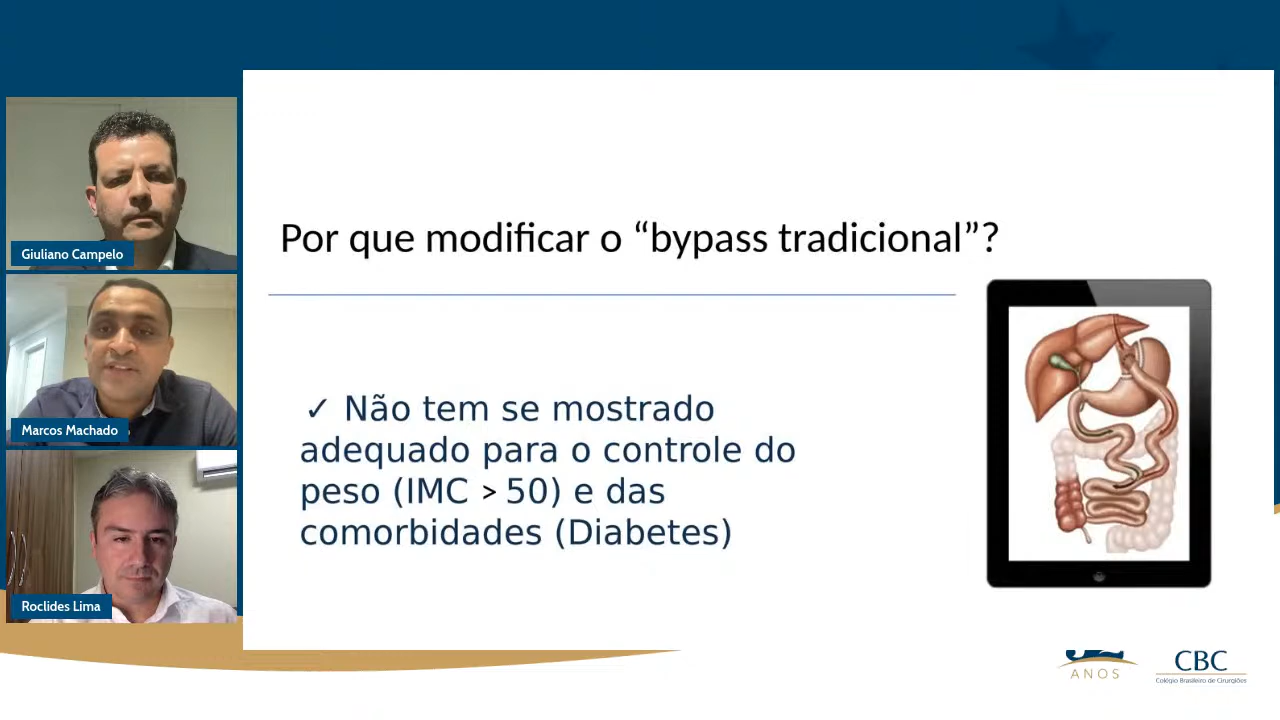 Por que modificar o “bypass tradicional”?
✓ Não tem se mostrado
adequado para o controle do
peso (IMC > 50) e das
comorbidades (Diabetes)
Giuliano Campelo
Marcos Machado
Roclides Lima
ANOS
CBC
Colégio Brasileiro de Cirurgiões